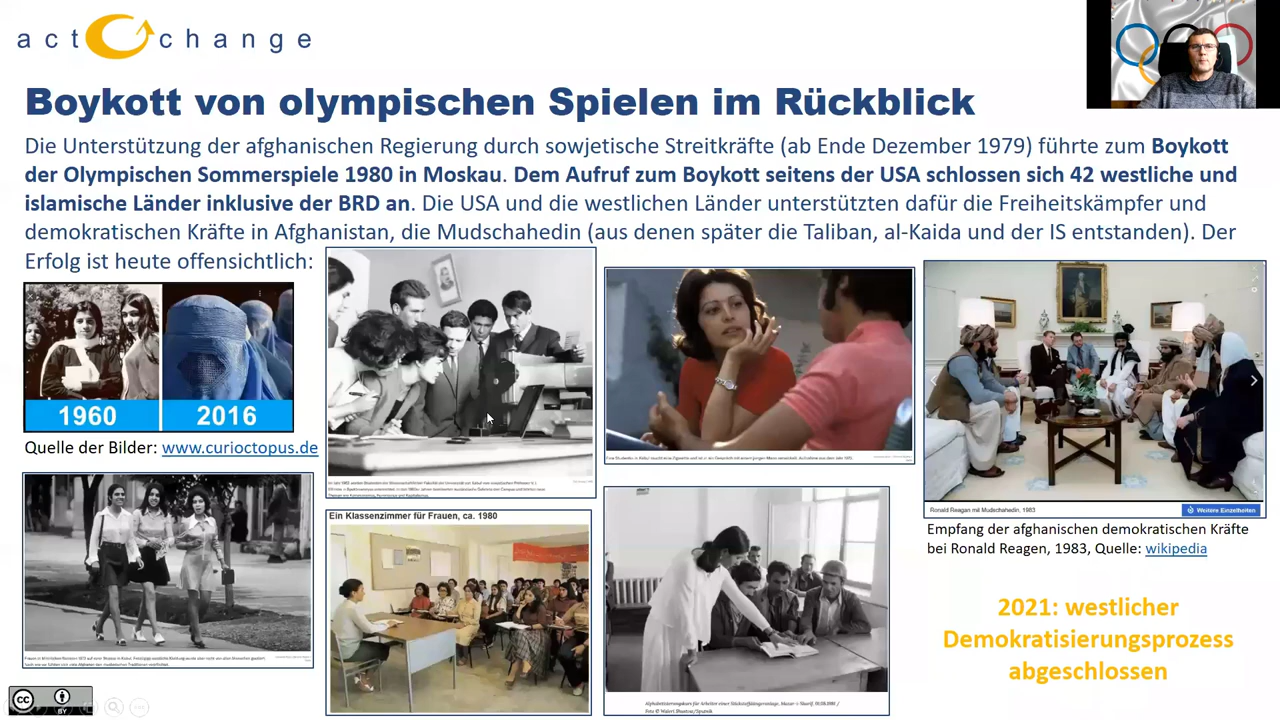 act change
Boykott von olympischen Spielen im Rückblick
Die Unterstützung der afghanischen Regierung durch sowjetische Streitkräfte (ab Ende Dezember 1979) führte zum Boykott
der Olympischen Sommerspiele 1980 in Moskau. Dem Aufruf zum Boykott seitens der USA schlossen sich 42 westliche und
islamische Länder inklusive der BRD an. Die USA und die westlichen Länder unterstützten dafür die Freiheitskämpfer und
demokratischen Kräfte in Afghanistan, die Mudschahedin (aus denen später die Taliban, al-Kaida und der IS entstanden). Der
Erfolg ist heute offensichtlich:
1960 2016
Quelle der Bilder: www.curioctopus.de
Ein Klassenzimmer für Frauen, ca. 1980
Ronald Reagan mit Mudschahedin, 1983
Weitere Einzelheiten
Empfang der afghanischen demokratischen Kräfte
bei Ronald Reagen, 1983, Quelle: wikipedia
2021: westlicher
Demokratisierungsprozess
abgeschlossen
cc
BY